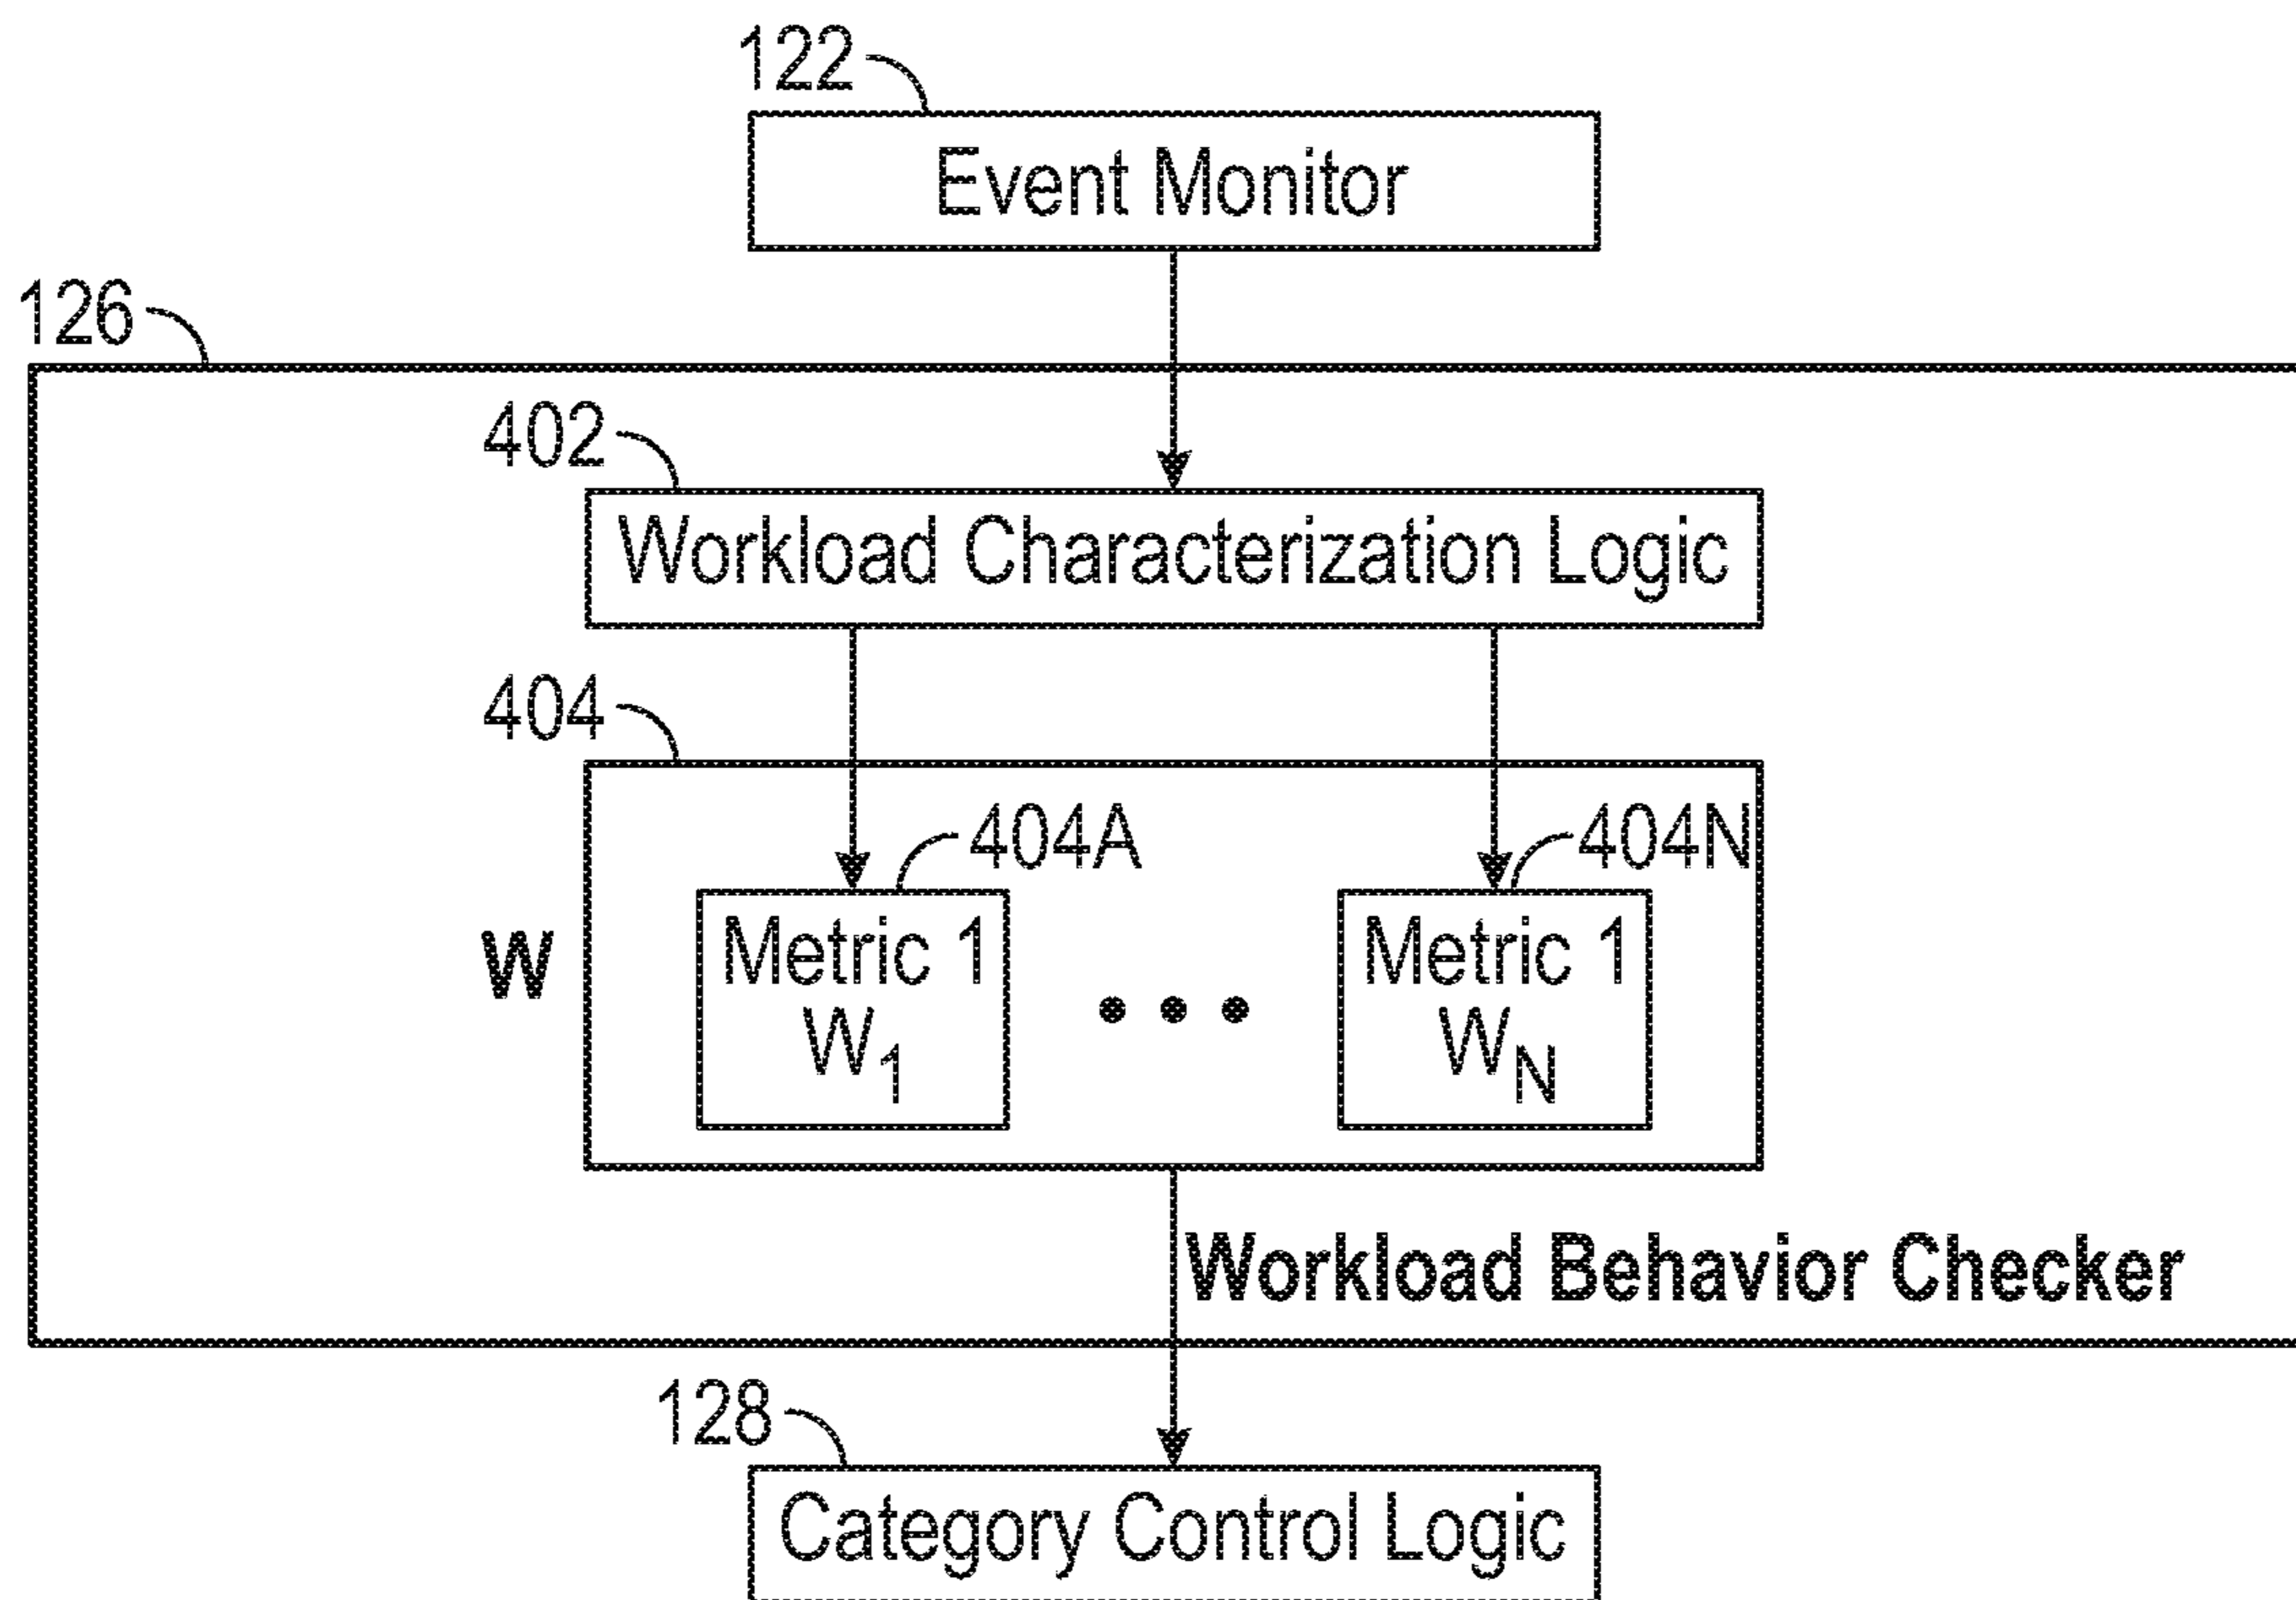 122
Event Monitor
126
402
Workload Characterization Logic
404
404A
404N
W
Metric 1
W1
Metric 1
WN
Workload Behavior Checker
128
Category Control Logic